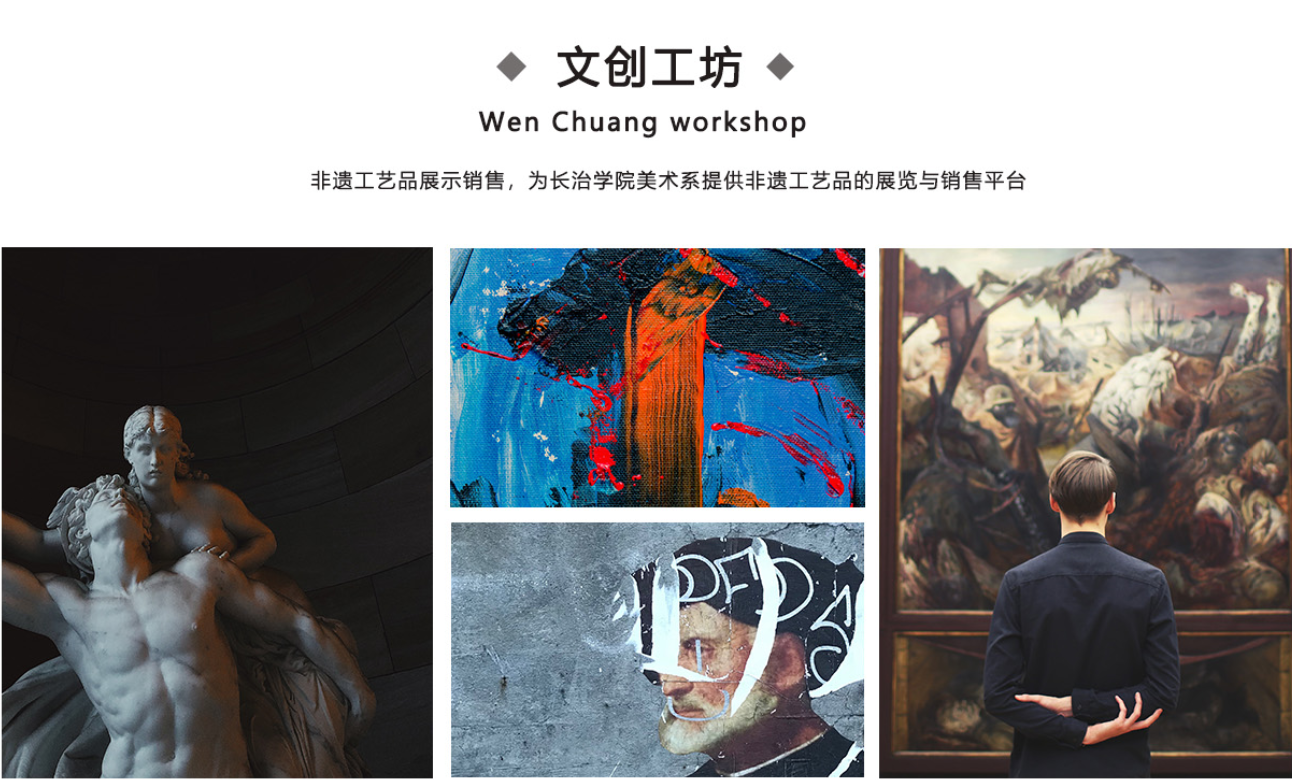 文创工坊
Wen Chuang workshop
非遗工艺品展示销售，为长治学院美术系提供非遗工艺品的展览与销售平台